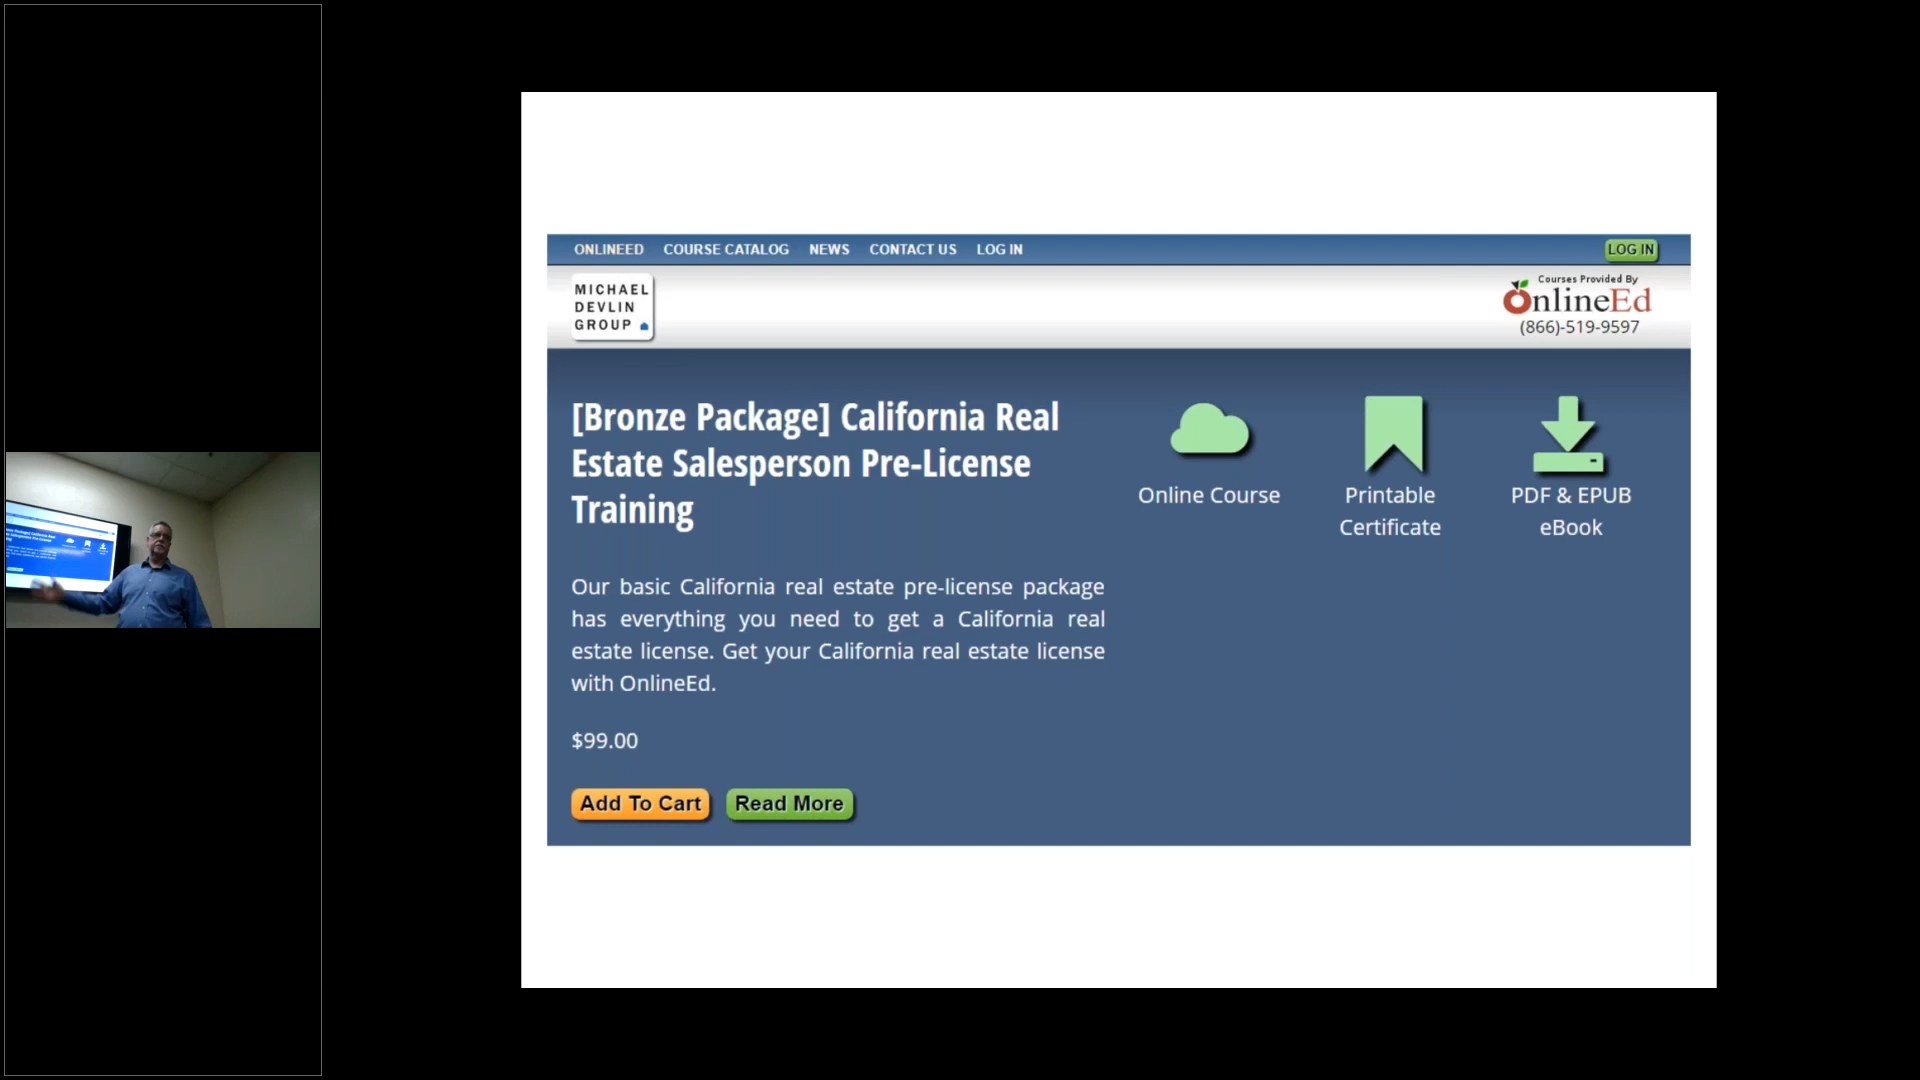 ONLINEED COURSE CATALOG NEWS CONTACT US LOG IN LOG IN
MICHAEL
DEVLIN
GROUP
Courses Provided By
OnlineEd
(866)-519-9597
[Bronze Package] California Real
Estate Salesperson Pre-License
Training
Online Course
Printable
Certificate
PDF & EPUB
eBook
Our basic California real estate pre-license package
has everything you need to get a California real
estate license. Get your California real estate license
with OnlineEd.
$99.00
Add To Cart Read More